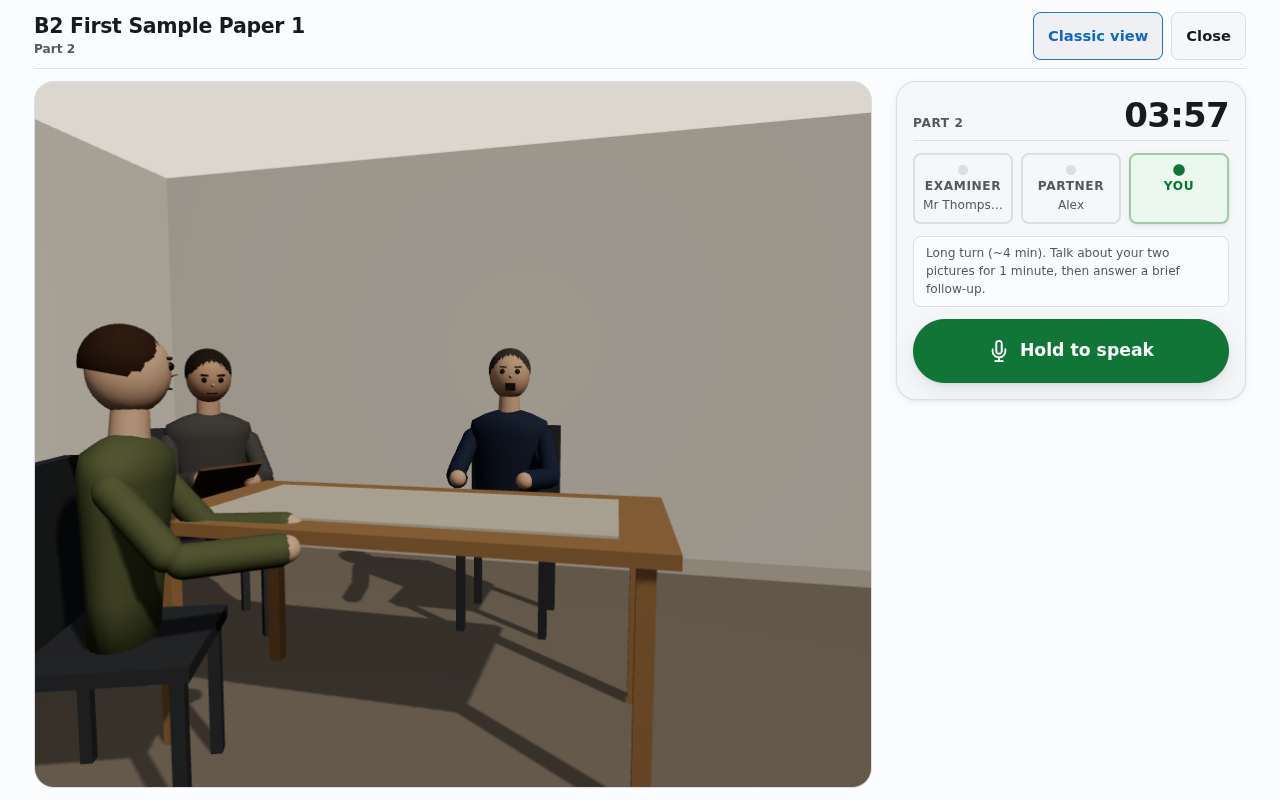 B2 First Sample Paper 1
Part 2
Classic view
Close
PART 2
03:57
EXAMINER
Mr Thomps…
PARTNER
Alex
YOU
Long turn (~4 min). Talk about your two
pictures for 1 minute, then answer a brief
follow-up.
Hold to speak